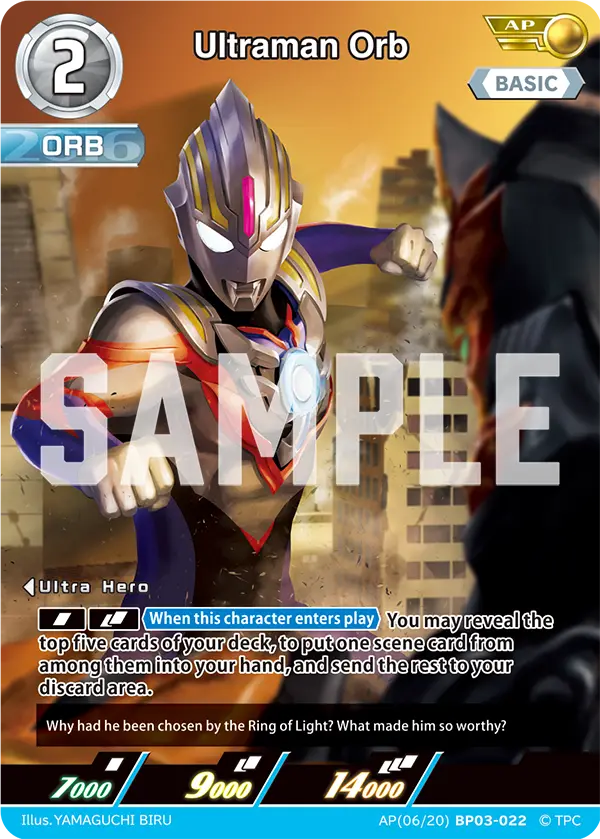 2
Ultraman Orb
AP
BASIC
2016
ORB
SAMPLE
Ultra Hero
When this character enters play You may reveal the
top five cards of your deck, to put one scene card from
among them into your hand, and send the rest to your
discard area.
Why had he been chosen by the Ring of Light? What made him so worthy?
7000 9000 14000
Illus.YAMAGUCHI BIRU AP(06/20) BP03-022 © TPC